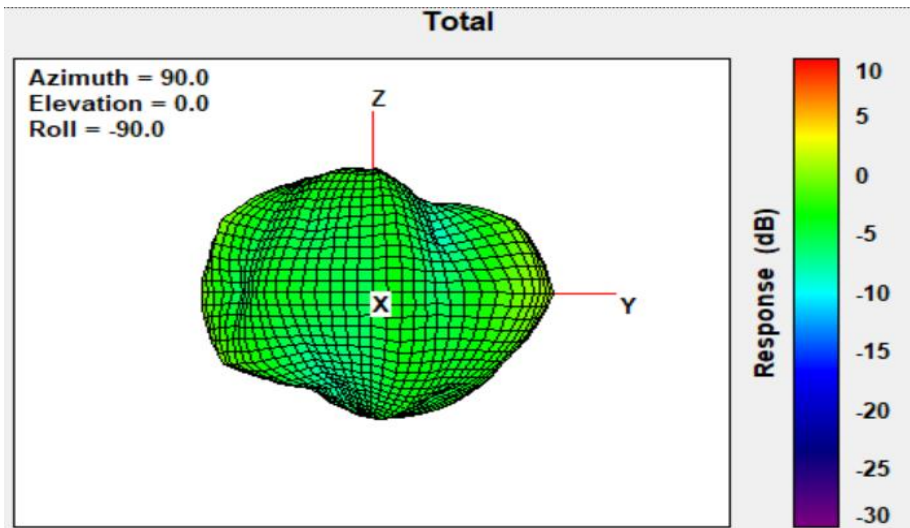 Total
Azimuth = 90.0
Elevation = 0.0
Roll = -90.0
Z
X
Y
Response (dB)
10
5
0
-5
-10
-15
-20
-25
-30